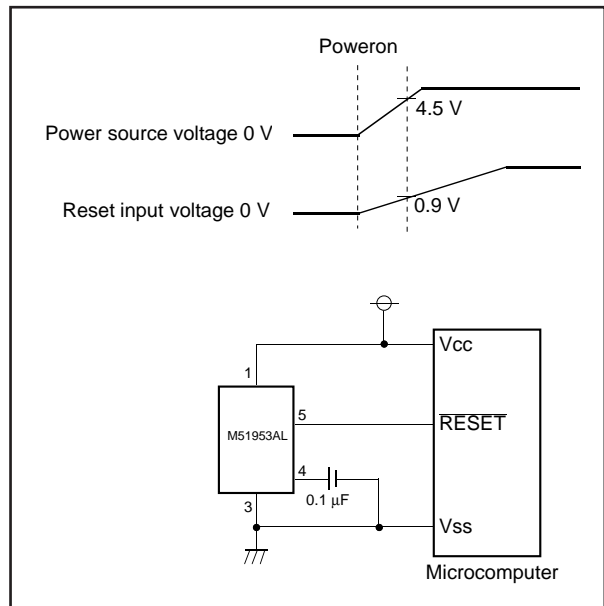 Poweron
4.5 V
Power source voltage 0 V
0.9 V
Reset input voltage 0 V
Vcc
1
5
RESET
M51953AL
4
0.1 μF
3
Vss
Microcomputer